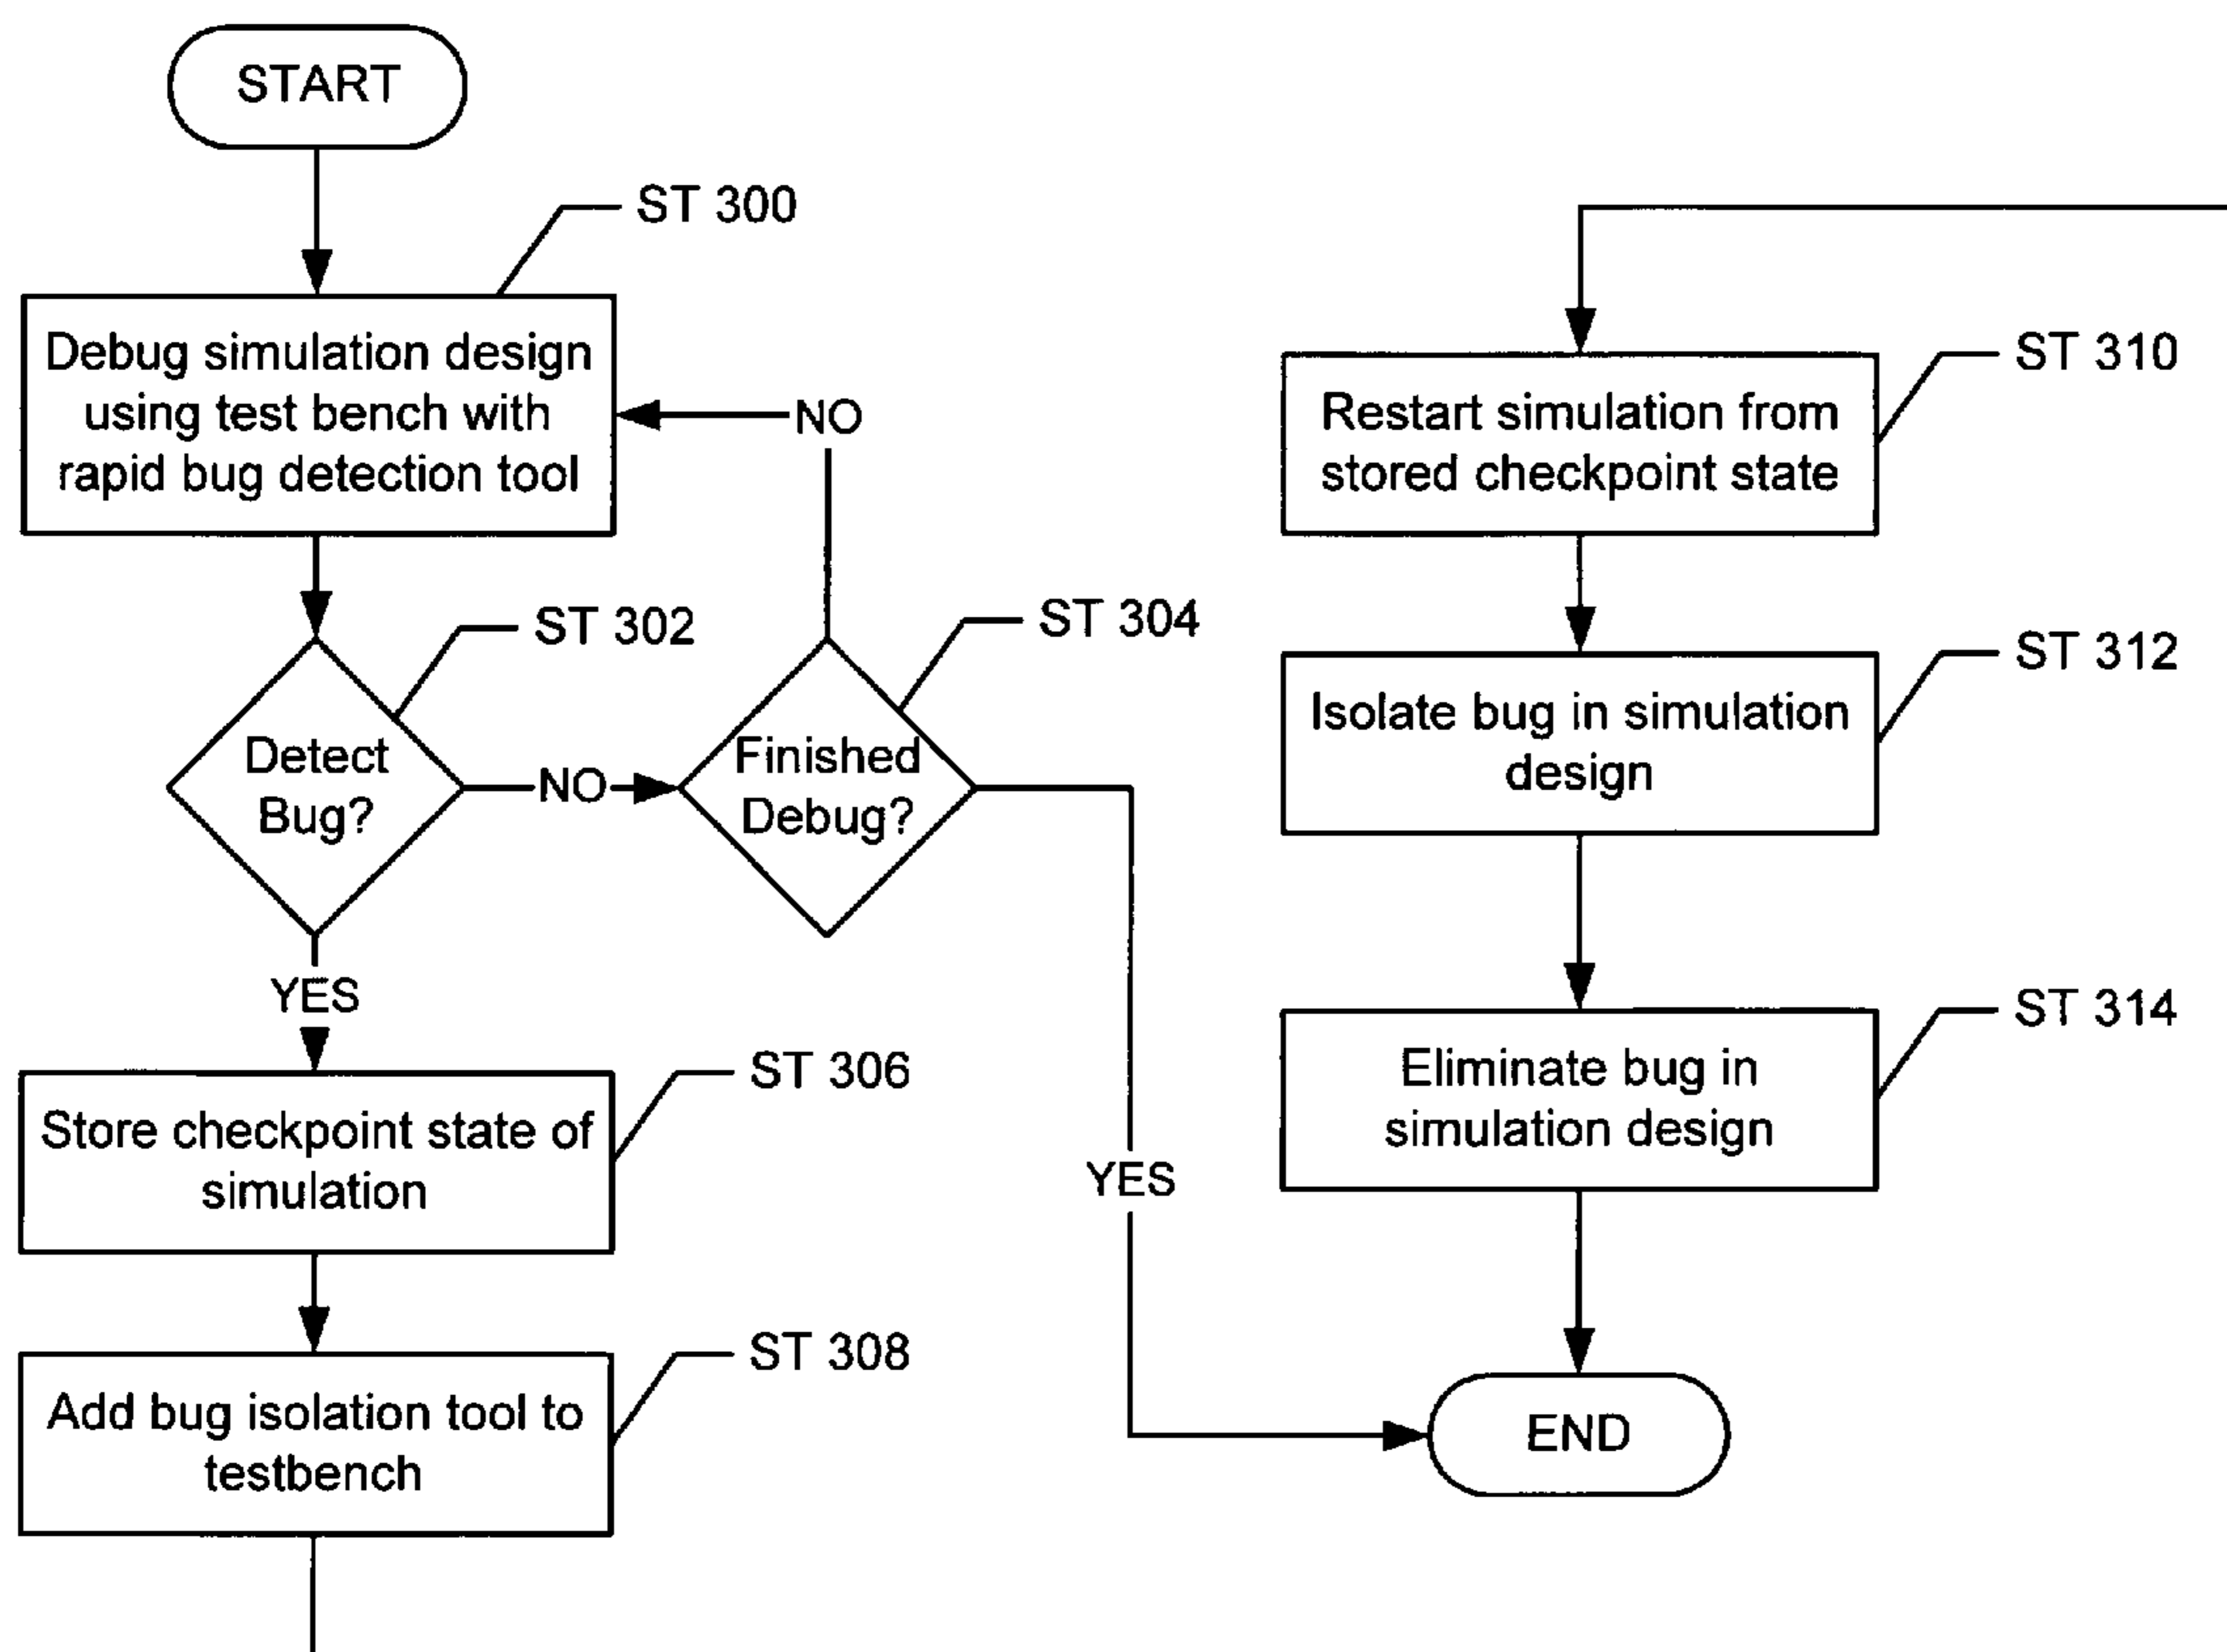 START
ST 300
Debug simulation design
using test bench with
rapid bug detection tool
NO
ST 302
Detect
Bug?
NO
ST 304
Finished
Debug?
YES
YES
ST 306
Store checkpoint state of
simulation
ST 308
Add bug isolation tool to
testbench
ST 310
Restart simulation from
stored checkpoint state
ST 312
Isolate bug in simulation
design
ST 314
Eliminate bug in
simulation design
END